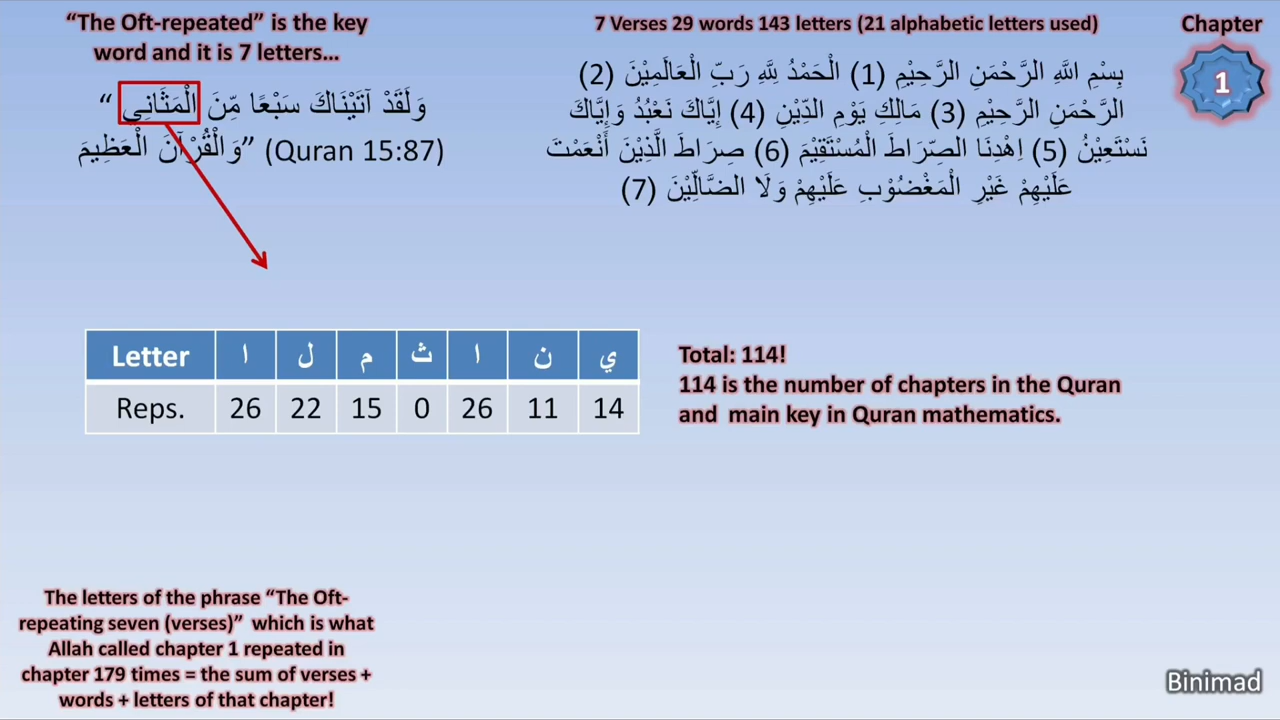 “The Oft-repeated” is the key
word and it is 7 letters...
وَلَقَدْ آتَيْنَاكَ سَبْعًا مِّنَ الْمَثَانِي “
(Quran 15:87) ”وَالْقُرْآنَ الْعَظِيمَ
7 Verses 29 words 143 letters (21 alphabetic letters used)
بِسْمِ اللَّهِ الرَّحْمَنِ الرَّحِيْمِ (1) الْحَمْدُ لِلَّهِ رَبِّ الْعَالَمِيْنَ (2)
الرَّحْمَنِ الرَّحِيْمِ (3) مَالِكِ يَوْمِ الدِّيْنِ (4) إِيَّاكَ نَعْبُدُ وَإِيَّاكَ
نَسْتَعِيْنُ (5) اِهْدِنَا الصِّرَاطَ الْمُسْتَقِيْمَ (6) صِرَاطَ الَّذِيْنَ أَنْعَمْتَ
عَلَيْهِمْ غَيْرِ الْمَغْضُوْبِ عَلَيْهِمْ وَلَا الضَّالِّيْنَ (7)
Chapter
1
Letter ا ل م ث ا ن ي
Reps. 26 22 15 0 26 11 14
Total: 114!
114 is the number of chapters in the Quran
and main key in Quran mathematics.
The letters of the phrase “The Oft-
repeating seven (verses)” which is what
Allah called chapter 1 repeated in
chapter 179 times = the sum of verses +
words + letters of that chapter!
Binimad